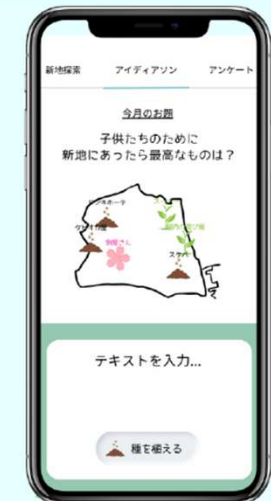 新地探索 アイディアソン アンケート
今月のお題
子供たちのために
新地にあったら最高なものは？
スケパ
テキストを入力...
種を植える